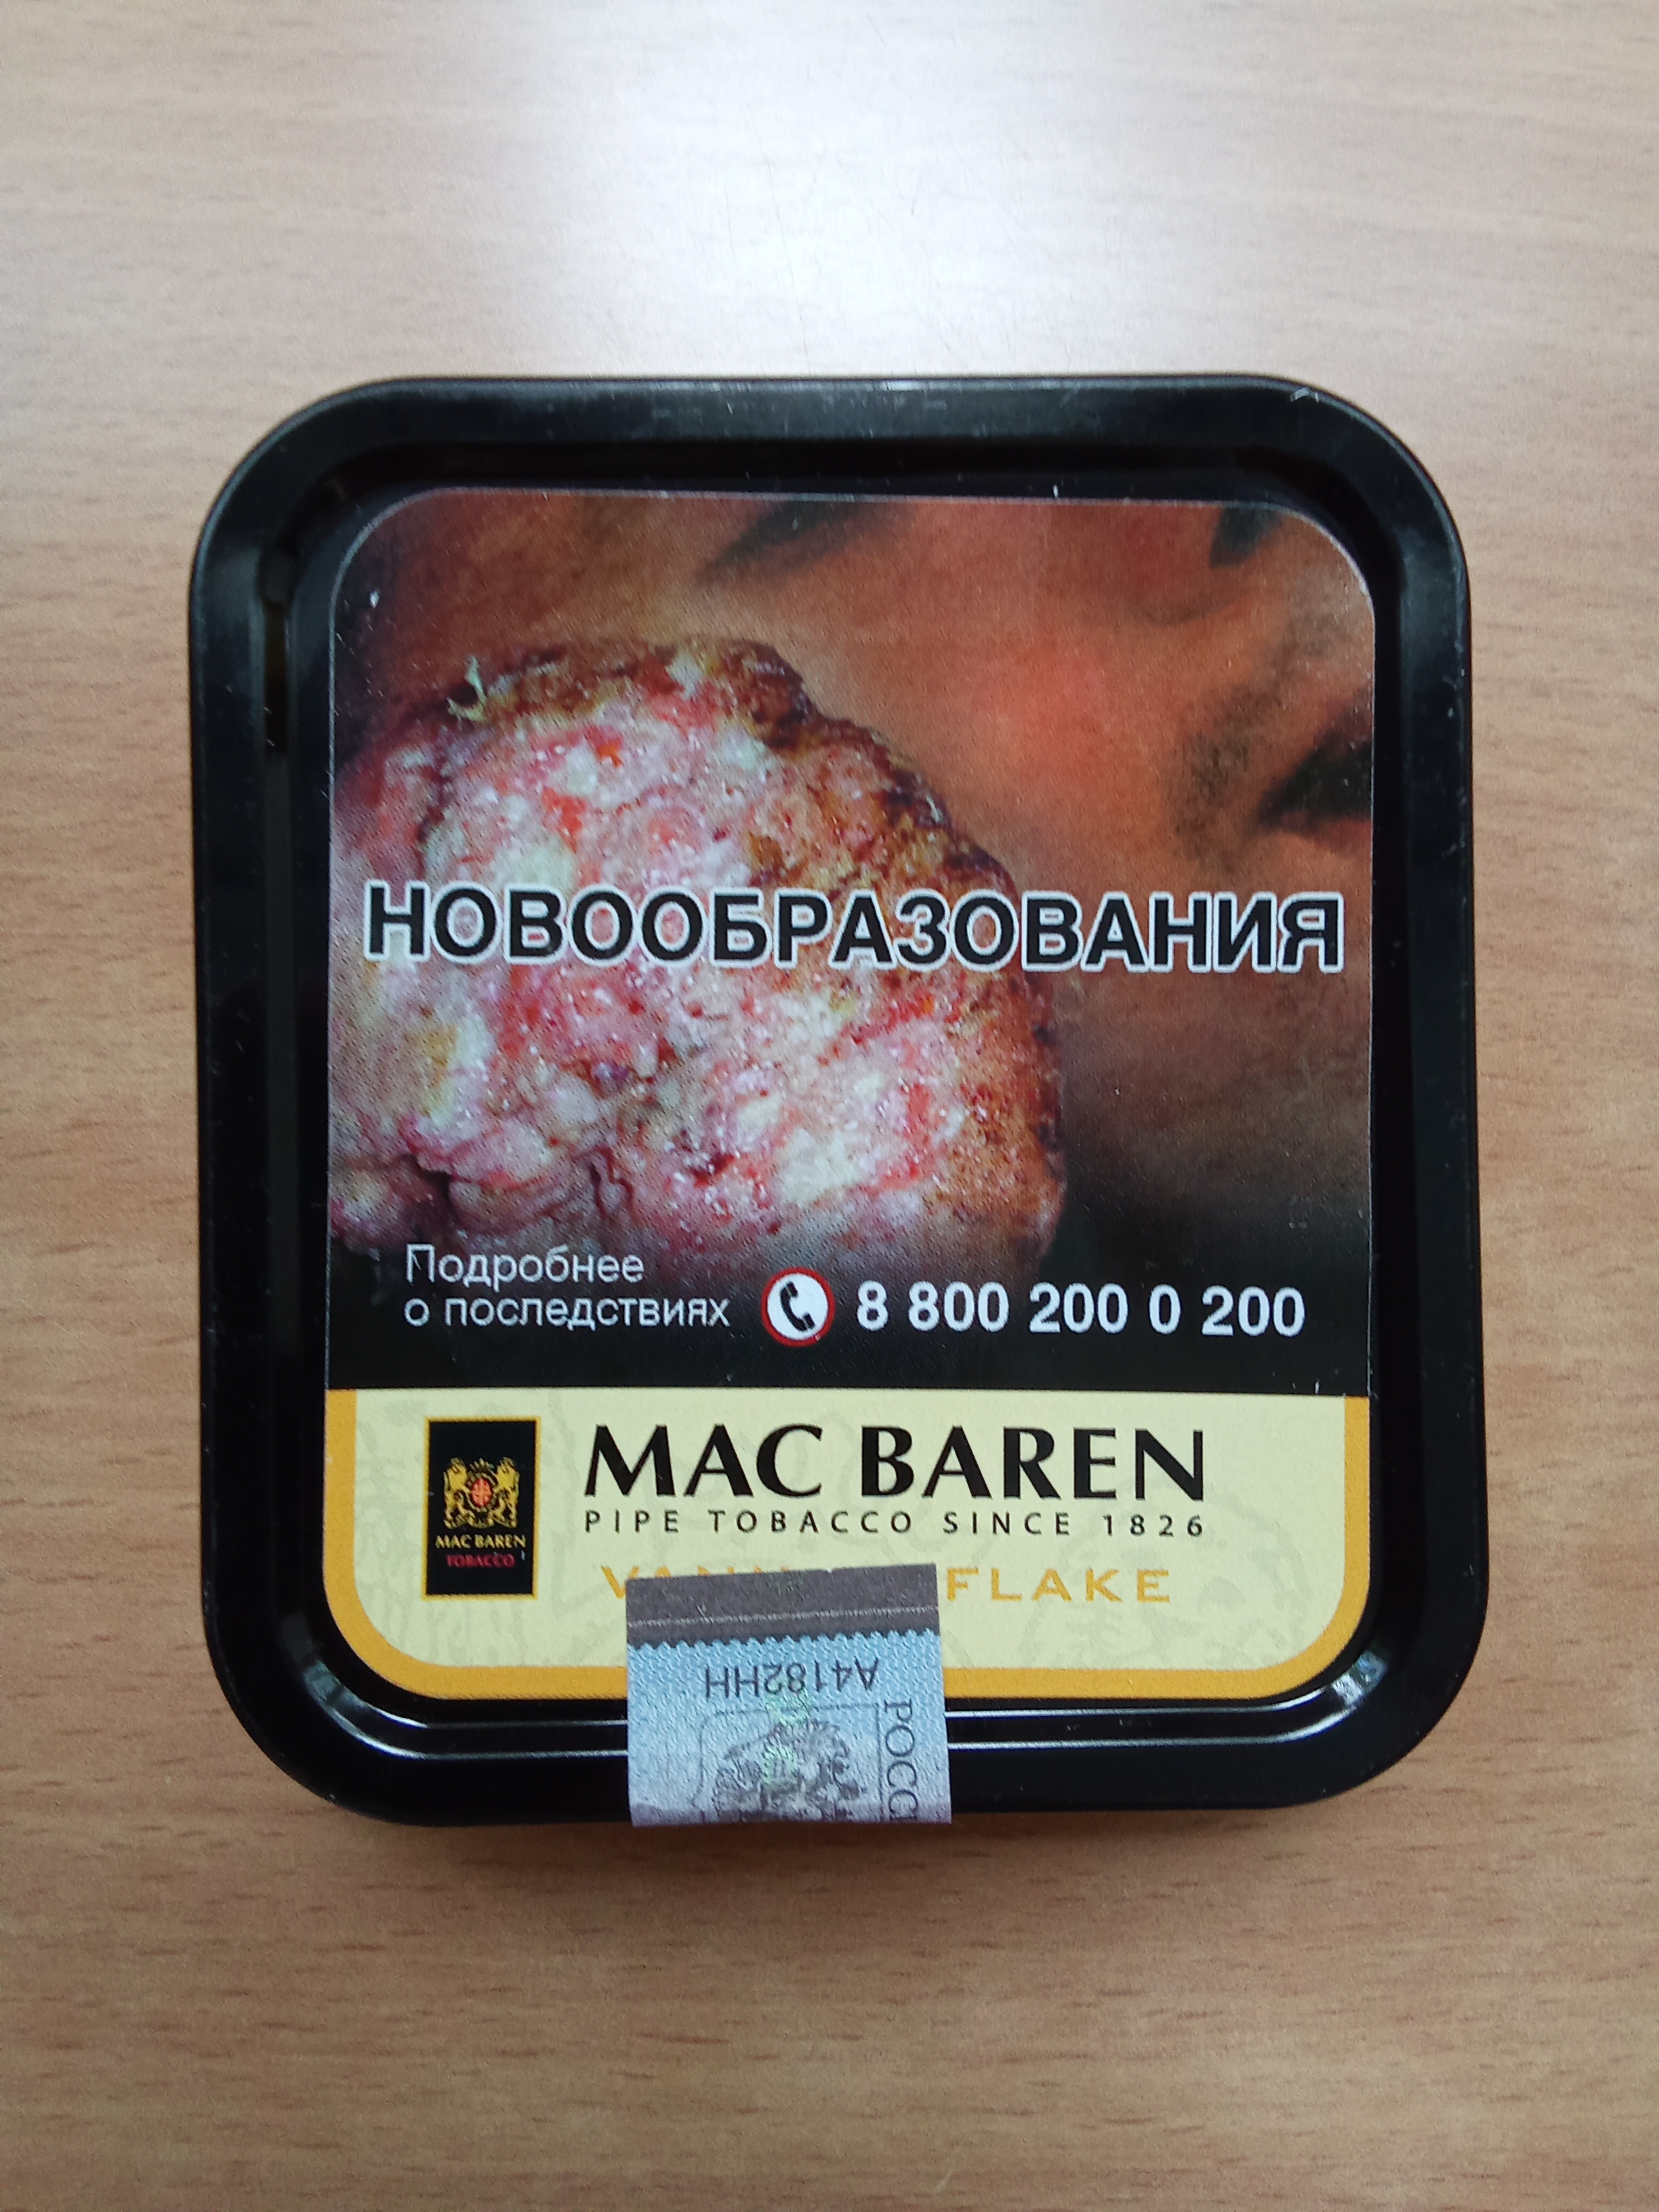 НОВООБРАЗОВАНИЯ
Подробнее
о последствиях
8 800 200 0 200
MAC BAREN
PIPE TOBACCO SINCE 1826
MAC BAREN
TOBACCO
FLAKE
А4182НН